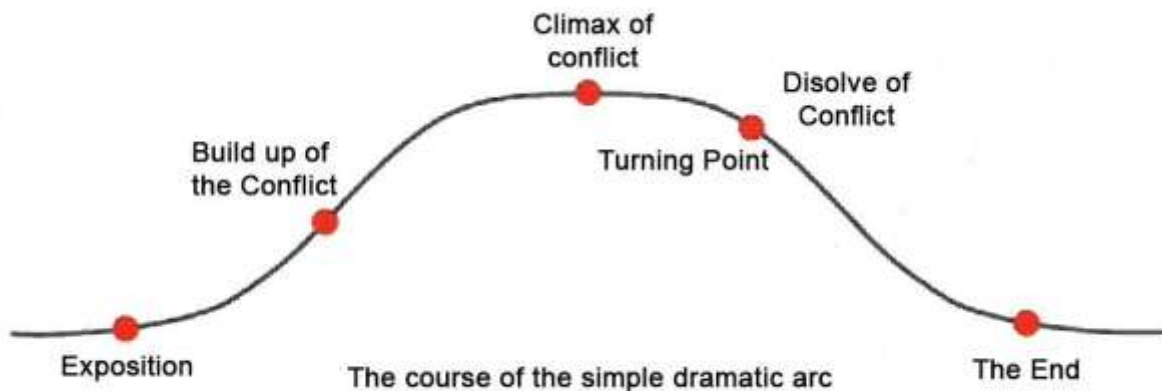 Climax of
conflict
Disolve of
Conflict
Build up of
the Conflict
Turning Point
Exposition
The End
The course of the simple dramatic arc